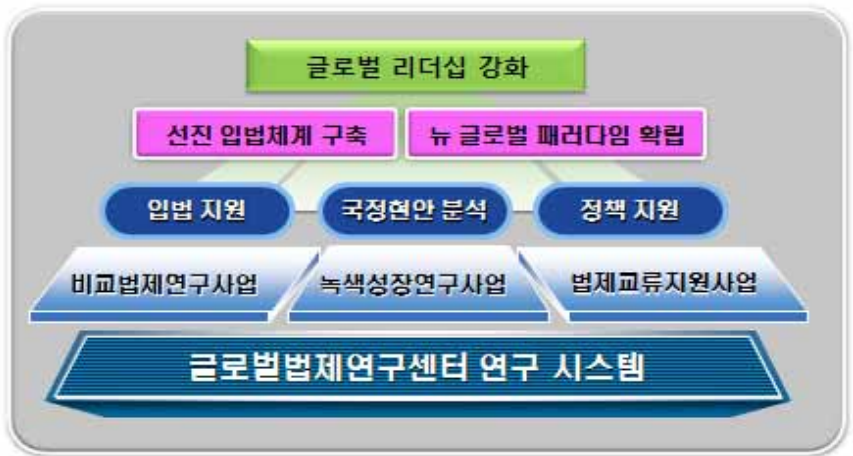 글로벌 리더십 강화
선진 입법체계 구축
뉴 글로벌 패러다임 확립
입법 지원
국정현안 분석
정책 지원
비교법제연구사업
녹색성장연구사업
법제교류지원사업
글로벌법제연구센터 연구 시스템